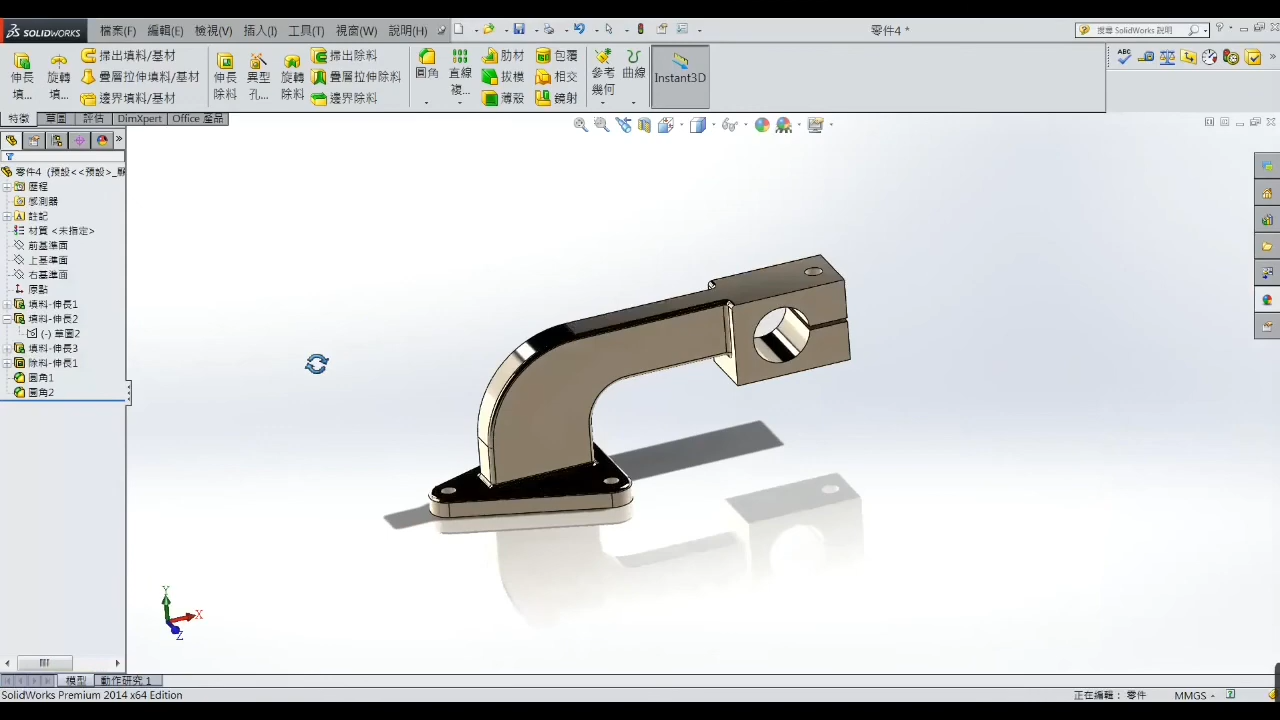 SOLIDWORKS 檔案(F) 編輯(E) 檢視(V) 插入(I) 工具(T) 視窗(W) 說明(H) 零件4 * 搜尋 SolidWorks 說明
伸長填... 旋轉填... 掃出填料/基材 疊層拉伸填料/基材 邊界填料/基材
伸長除料 異型孔... 旋轉除料 掃出除料 疊層拉伸除料 邊界除料
圓角 直線複... 肋材 拔模 薄殼 包覆 相交 鏡射
參考幾何 曲線 Instant3D
ABC
特徵 草圖 評估 DimXpert Office 產品
零件4 (預設<<預設>_
歷程
感測器
A 註記
材質 <未指定>
前基準面
上基準面
右基準面
原點
填料-伸長1
填料-伸長2
(-) 草圖2
填料-伸長3
除料-伸長1
圓角1
圓角2
Y
X
Z
模型 動作研究 1
SolidWorks Premium 2014 x64 Edition 正在編輯: 零件 MMGS